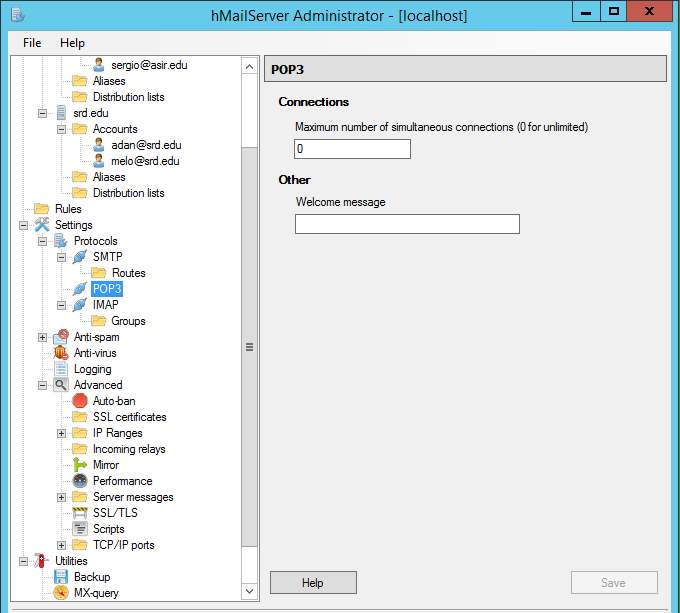 hMailServer Administrator - [localhost]
File Help
sergio@asir.edu
Aliases
Distribution lists
srd.edu
Accounts
adan@srd.edu
melo@srd.edu
Aliases
Distribution lists
Rules
Settings
Protocols
SMTP
Routes
POP3
IMAP
Groups
Anti-spam
Anti-virus
Logging
Advanced
Auto-ban
SSL certificates
IP Ranges
Incoming relays
Mirror
Performance
Server messages
SSL/TLS
Scripts
TCP/IP ports
Utilities
Backup
MX-query
POP3
Connections
Maximum number of simultaneous connections (0 for unlimited)
0
Other
Welcome message
Help
Save